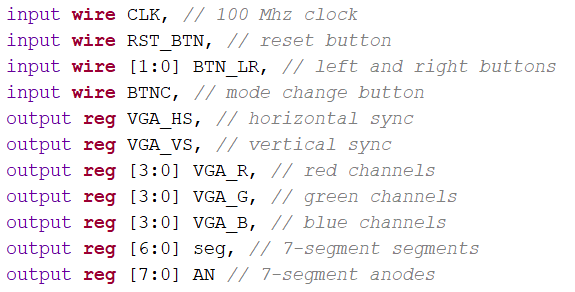 input wire CLK, // 100 Mhz clock
input wire RST_BTN, // reset button
input wire [1:0] BTN_LR, // left and right buttons
input wire BTNC, // mode change button
output reg VGA_HS, // horizontal sync
output reg VGA_VS, // vertical sync
output reg [3:0] VGA_R, // red channels
output reg [3:0] VGA_G, // green channels
output reg [3:0] VGA_B, // blue channels
output reg [6:0] seg, // 7-segment segments
output reg [7:0] AN // 7-segment anodes